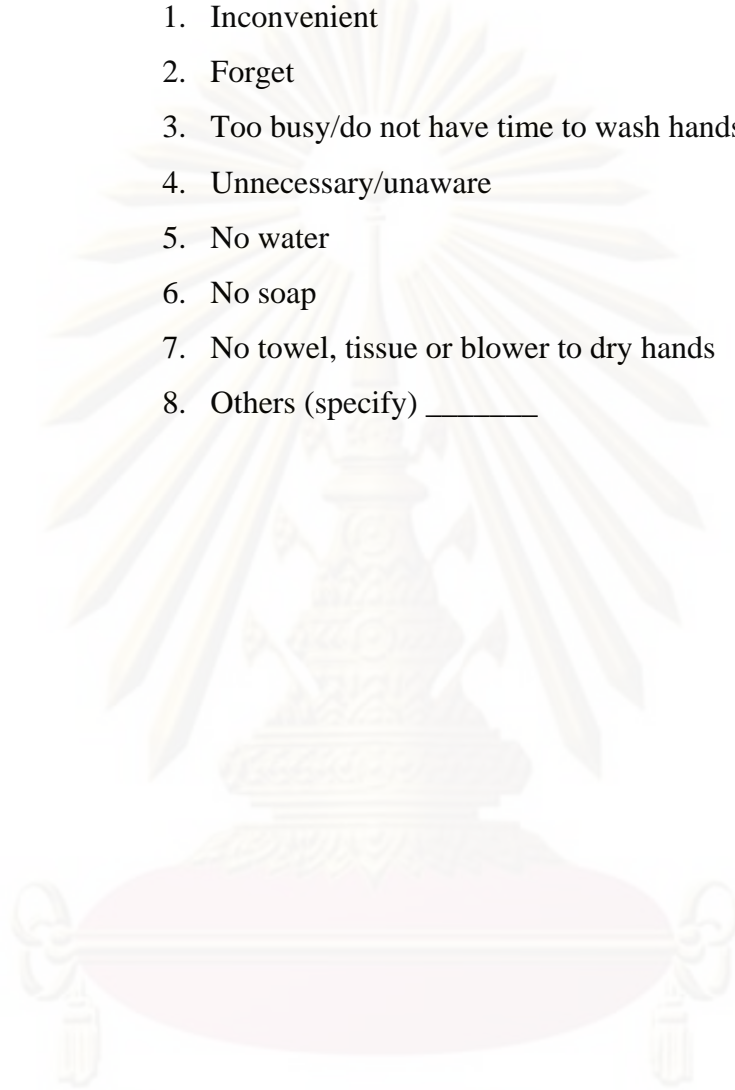 1. Inconvenient
2. Forget
3. Too busy/do not have time to wash hands
4. Unnecessary/unaware
5. No water
6. No soap
7. No towel, tissue or blower to dry hands
8. Others (specify) _______